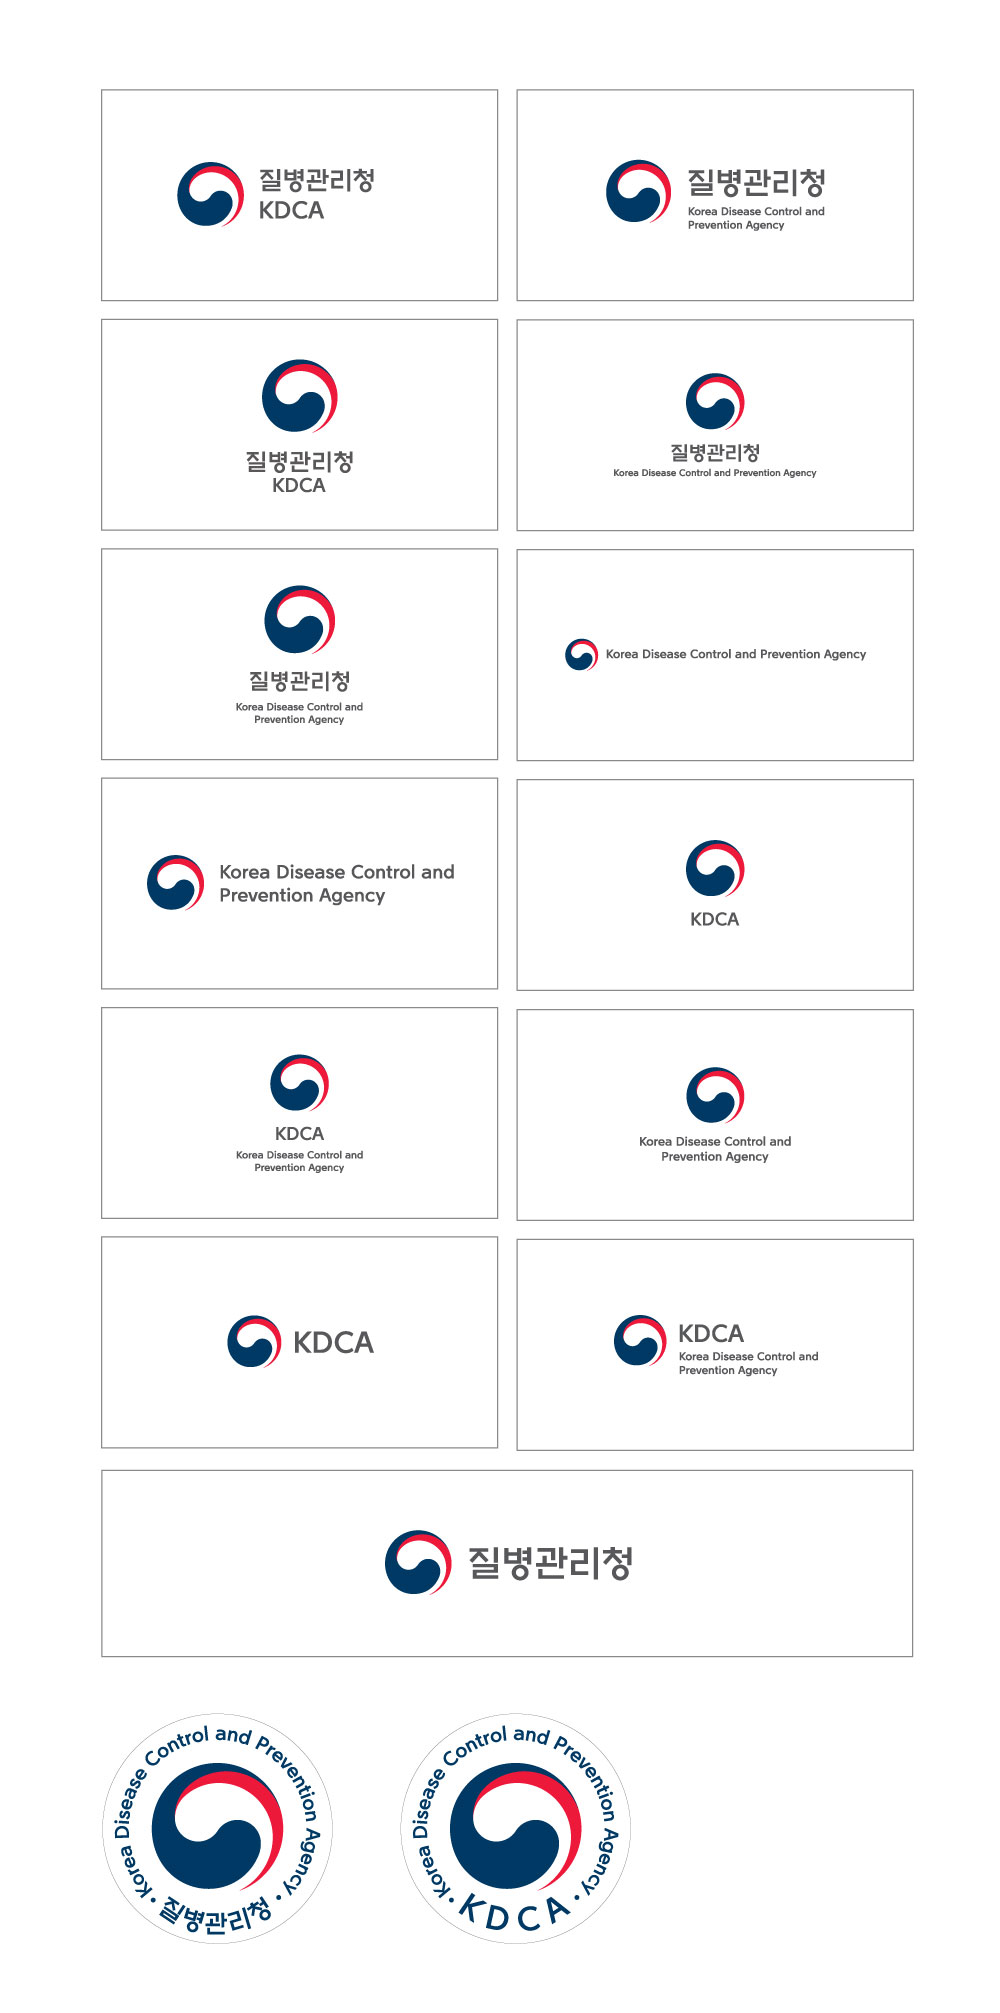 질병관리청
KDCA
질병관리청
Korea Disease Control and
Prevention Agency
질병관리청
KDCA
질병관리청
Korea Disease Control and Prevention Agency
질병관리청
Korea Disease Control and
Prevention Agency
Korea Disease Control and Prevention Agency
Korea Disease Control and
Prevention Agency
KDCA
KDCA
Korea Disease Control and
Prevention Agency
Korea Disease Control and
Prevention Agency
KDCA
KDCA
Korea Disease Control and
Prevention Agency
질병관리청
Korea Disease Control and Prevention Agency
· 질병관리청 ·
Korea Disease Control and Prevention Agency
· KDCA ·